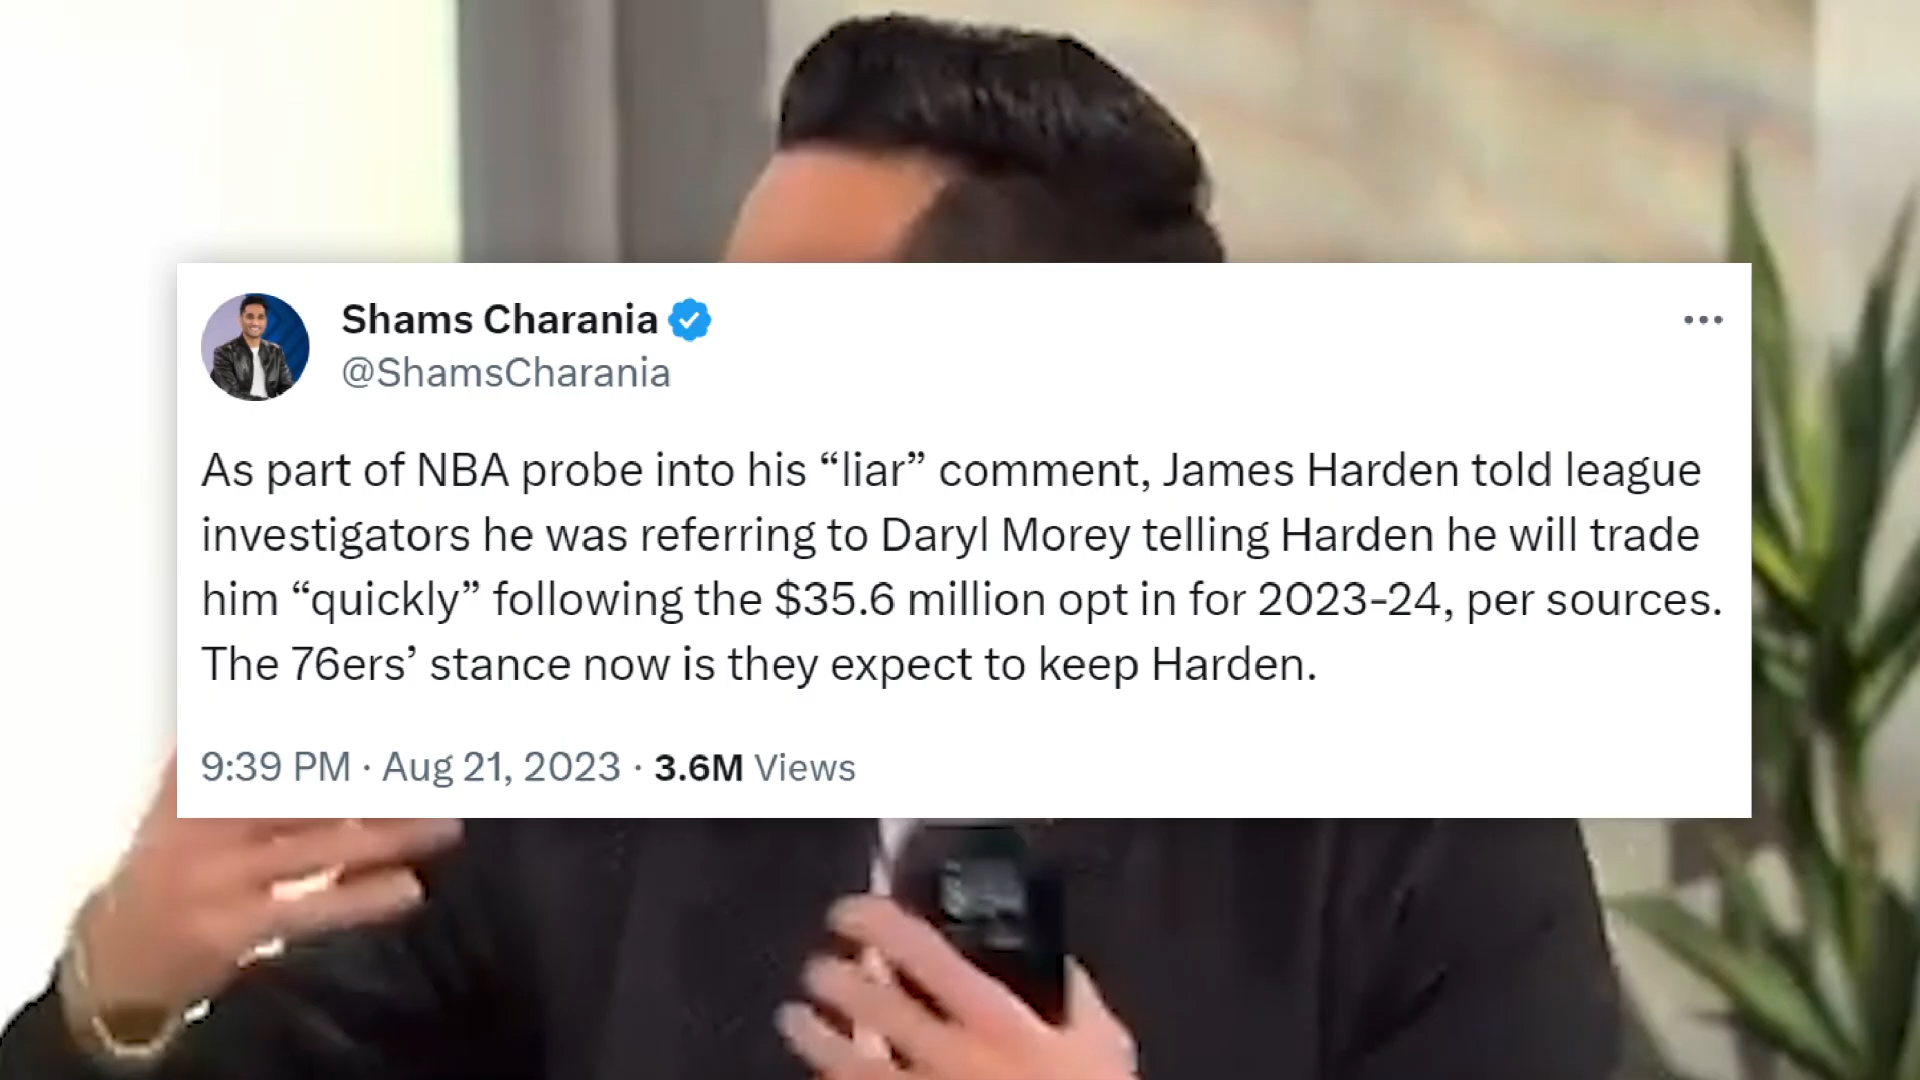 Shams Charania
@ShamsCharania
As part of NBA probe into his “liar” comment, James Harden told league
investigators he was referring to Daryl Morey telling Harden he will trade
him “quickly” following the $35.6 million opt in for 2023-24, per sources.
The 76ers’ stance now is they expect to keep Harden.
9:39 PM · Aug 21, 2023 · 3.6M Views